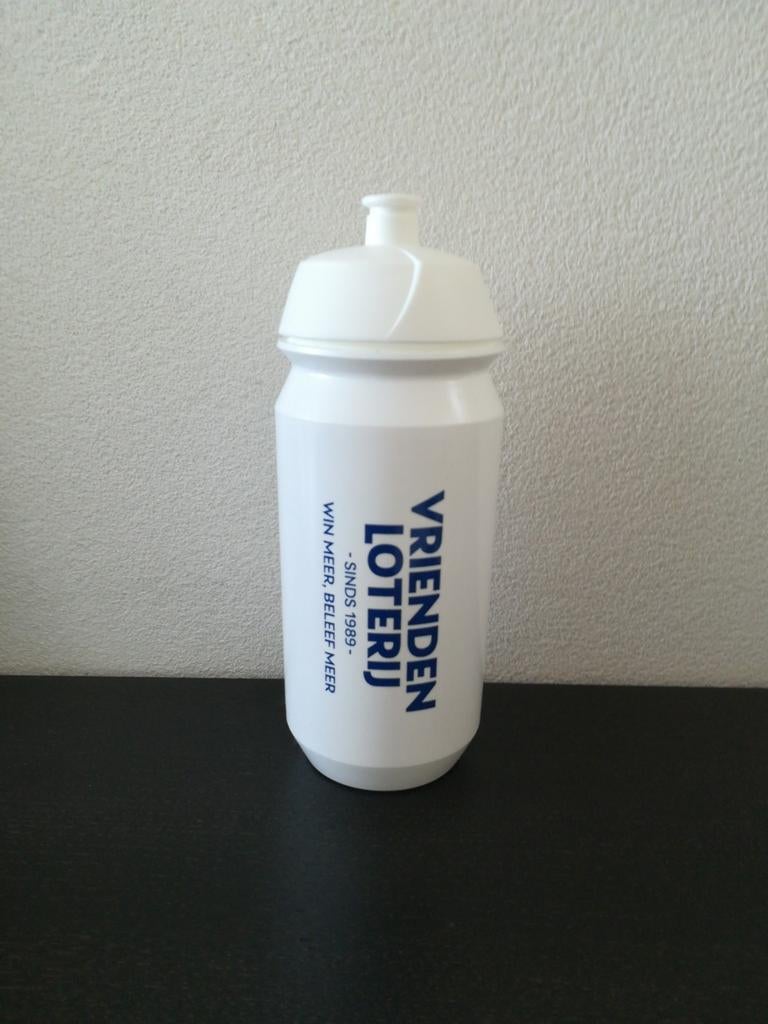 VRIENDEN
LOTERIJ
- SINDS 1989 -
WIN MEER, BELEEF MEER